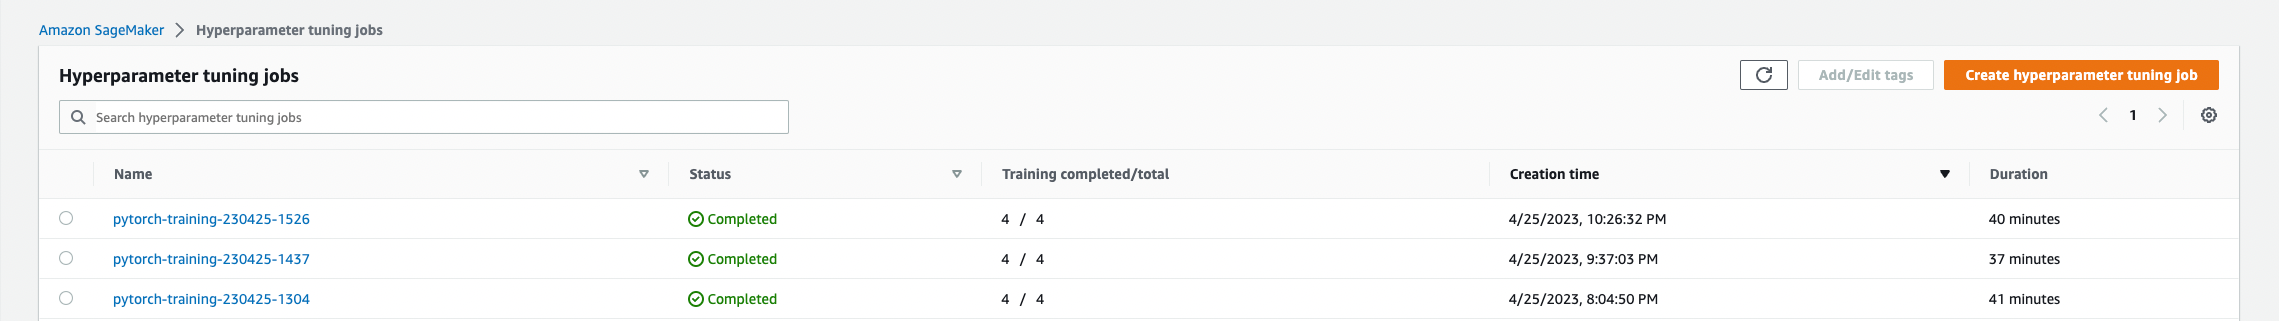 Amazon SageMaker > Hyperparameter tuning jobs
Hyperparameter tuning jobs
Add/Edit tags
Create hyperparameter tuning job
Search hyperparameter tuning jobs
1
Name Status Training completed/total Creation time Duration
pytorch-training-230425-1526 Completed 4 / 4 4/25/2023, 10:26:32 PM 40 minutes
pytorch-training-230425-1437 Completed 4 / 4 4/25/2023, 9:37:03 PM 37 minutes
pytorch-training-230425-1304 Completed 4 / 4 4/25/2023, 8:04:50 PM 41 minutes